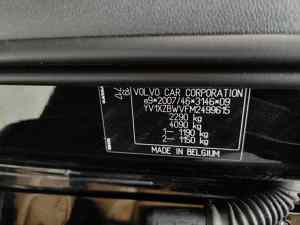 VOLVO CAR CORPORATION
e9*2007/46*3146*09
YV1XZBWVFM2499615
2290 kg
4090 kg
1- 1190 kg
2- 1150 kg
MADE IN BELGIUM